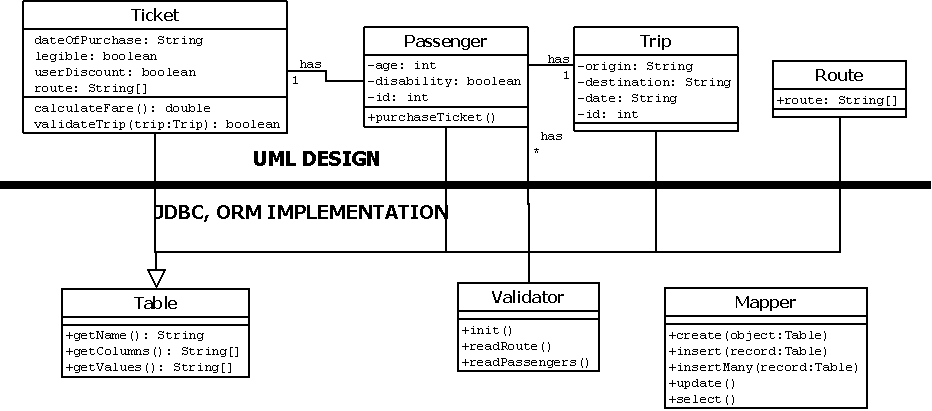 Ticket
dateOfPurchase: String
legible: boolean
userDiscount: boolean
route: String[]
calculateFare(): double
validateTrip(trip:Trip): boolean
has
1
Passenger
-age: int
-disability: boolean
-id: int
+purchaseTicket()
has
1
Trip
-origin: String
-destination: String
-date: String
-id: int
Route
+route: String[]
has
*
UML DESIGN
JDBC, ORM IMPLEMENTATION
Table
+getName(): String
+getColumns(): String[]
+getValues(): String[]
Validator
+init()
+readRoute()
+readPassengers()
Mapper
+create(object:Table)
+insert(record:Table)
+insertMany(record:Table)
+update()
+select()